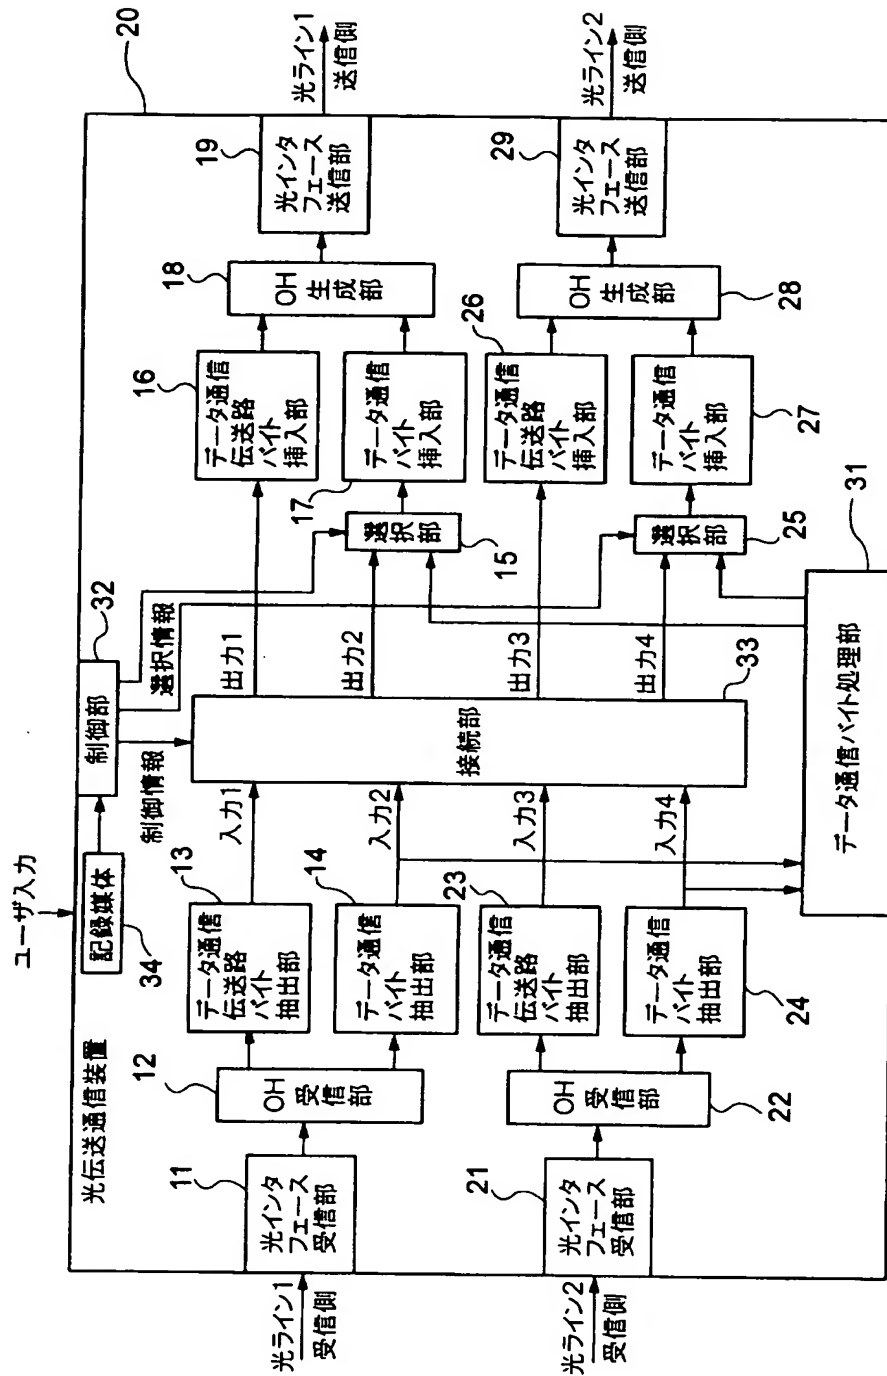 ユーザ入力
光伝送通信装置
20
記録媒体
34
制御部
32
制御情報
選択情報
光ライン1
受信側
光インタ
フェース
受信部
11
OH
受信部
12
データ通信
伝送路
バイト
抽出部
13
データ通信
バイト
抽出部
14
入力1
入力2
入力3
入力4
接続部
33
出力1
出力2
出力3
出力4
選択部
15
データ通信
伝送路
バイト
挿入部
16
データ通信
バイト
挿入部
17
OH
生成部
18
光インタ
フェース
送信部
19
光ライン1
送信側
光ライン2
受信側
光インタ
フェース
受信部
21
OH
受信部
22
データ通信
伝送路
バイト
抽出部
23
データ通信
バイト
抽出部
24
選択部
25
データ通信
伝送路
バイト
挿入部
26
データ通信
バイト
挿入部
27
OH
生成部
28
光インタ
フェース
送信部
29
光ライン2
送信側
データ通信バイト処理部
31